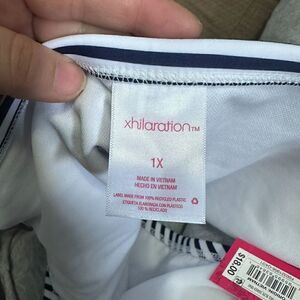 xhilaration™
1X
MADE IN VIETNAM
HECHO EN VIETNAM
LABEL MADE FROM 100% RECYCLED PLASTIC
ETIQUETA ELABORADA CON PLÁSTICO
100 % RECICLADO
$18.00